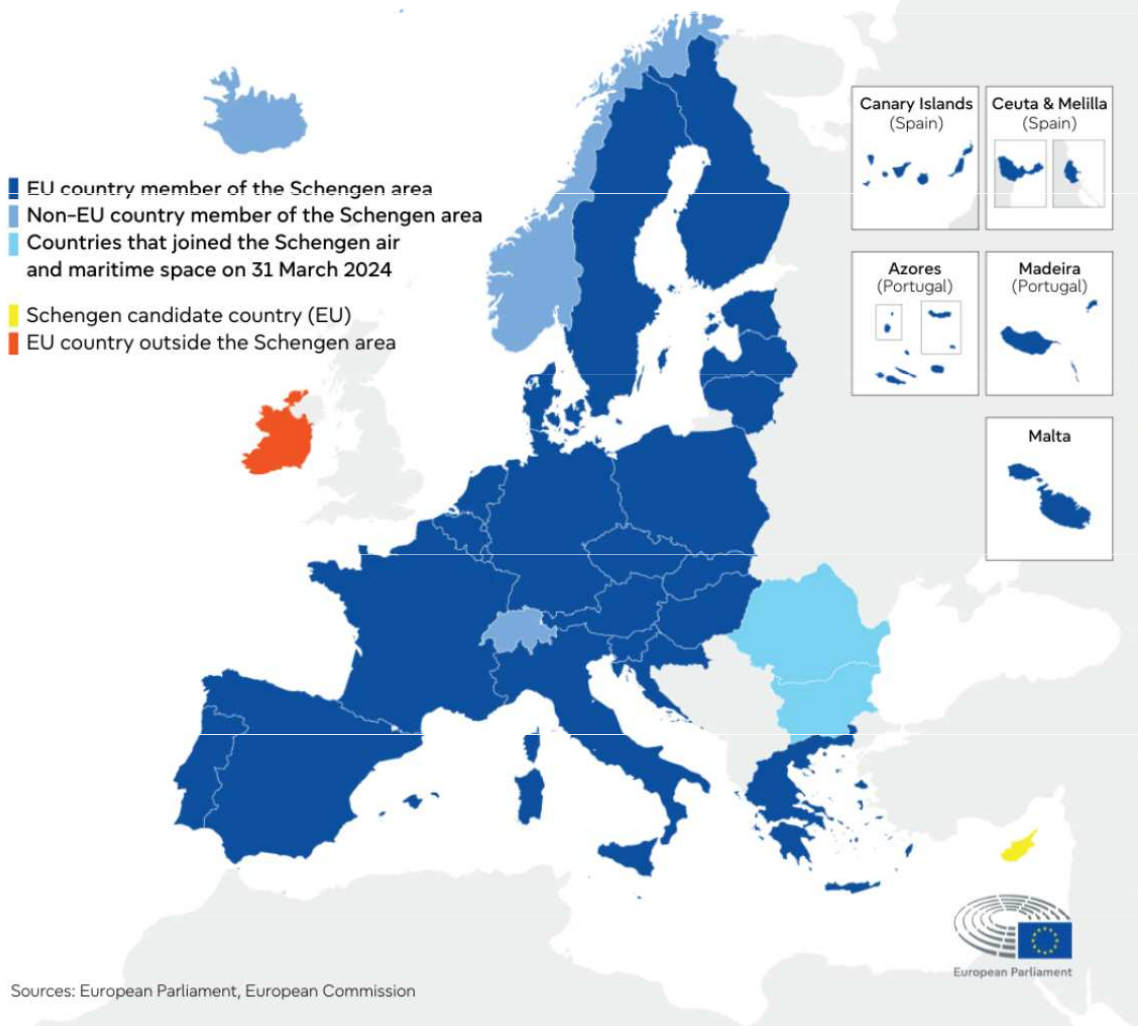 EU country member of the Schengen area
Non-EU country member of the Schengen area
Countries that joined the Schengen air
and maritime space on 31 March 2024
Schengen candidate country (EU)
EU country outside the Schengen area
Canary Islands
(Spain)
Ceuta & Melilla
(Spain)
Azores
(Portugal)
Madeira
(Portugal)
Malta
European Parliament
Sources: European Parliament, European Commission